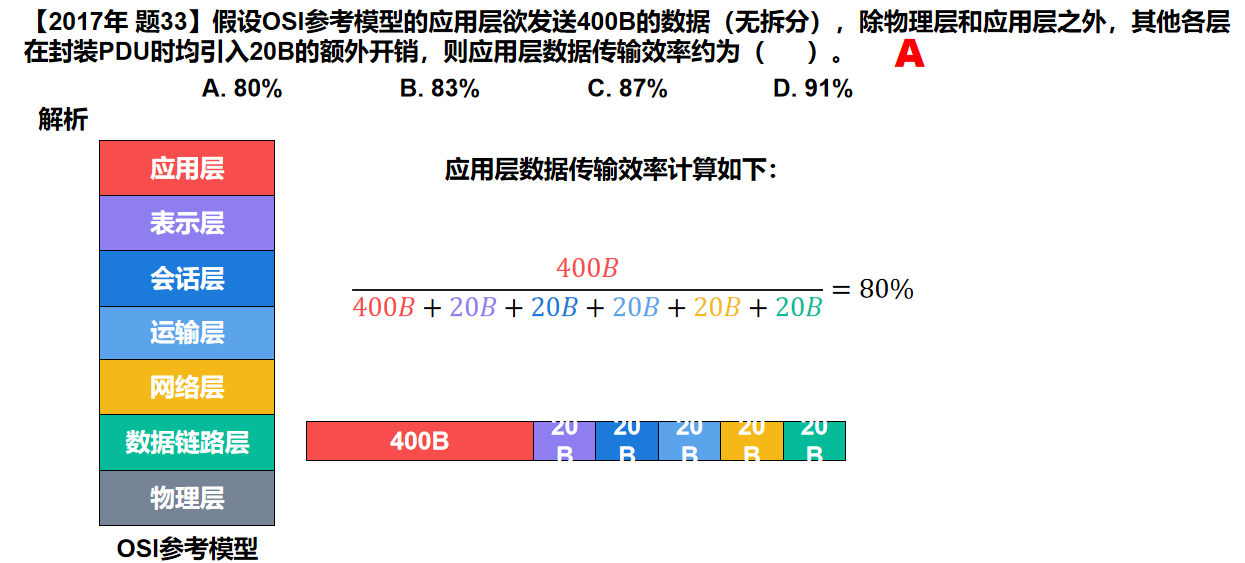 【2017年 题33】假设OSI参考模型的应用层欲发送400B的数据（无拆分），除物理层和应用层之外，其他各层
在封装PDU时均引入20B的额外开销，则应用层数据传输效率约为（ ）。 A
A. 80% B. 83% C. 87% D. 91%
解析
应用层
应用层数据传输效率计算如下：
表示层
会话层
400B
400B + 20B + 20B + 20B + 20B + 20B = 80%
运输层
网络层
数据链路层
400B 20B 20B 20B 20B 20B
物理层
OSI参考模型